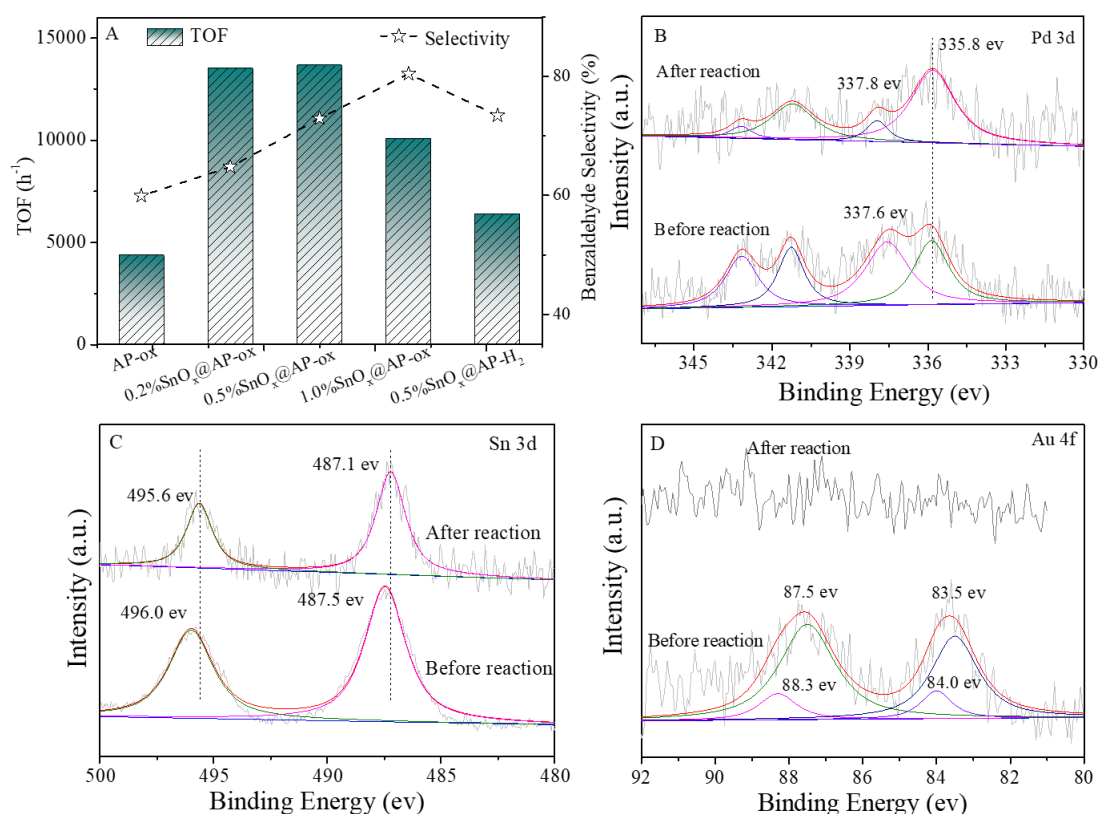 A
TOF
Selectivity
15000
10000
5000
0
TOF (h⁻¹)
80
60
40
Benzaldehyde Selectivity (%)
AP-ox
0.2%SnOₓ@AP-ox
0.5%SnOₓ@AP-ox
1.0%SnOₓ@AP-ox
0.5%SnOₓ@AP-H₂
B
Pd 3d
335.8 ev
After reaction
337.8 ev
Before reaction
337.6 ev
Intensity (a.u.)
345 342 339 336 333 330
Binding Energy (ev)
C
Sn 3d
487.1 ev
495.6 ev
After reaction
496.0 ev
487.5 ev
Before reaction
Intensity (a.u.)
500 495 490 485 480
Binding Energy (ev)
D
Au 4f
After reaction
87.5 ev
83.5 ev
Before reaction
88.3 ev
84.0 ev
Intensity (a.u.)
92 90 88 86 84 82 80
Binding Energy (ev)